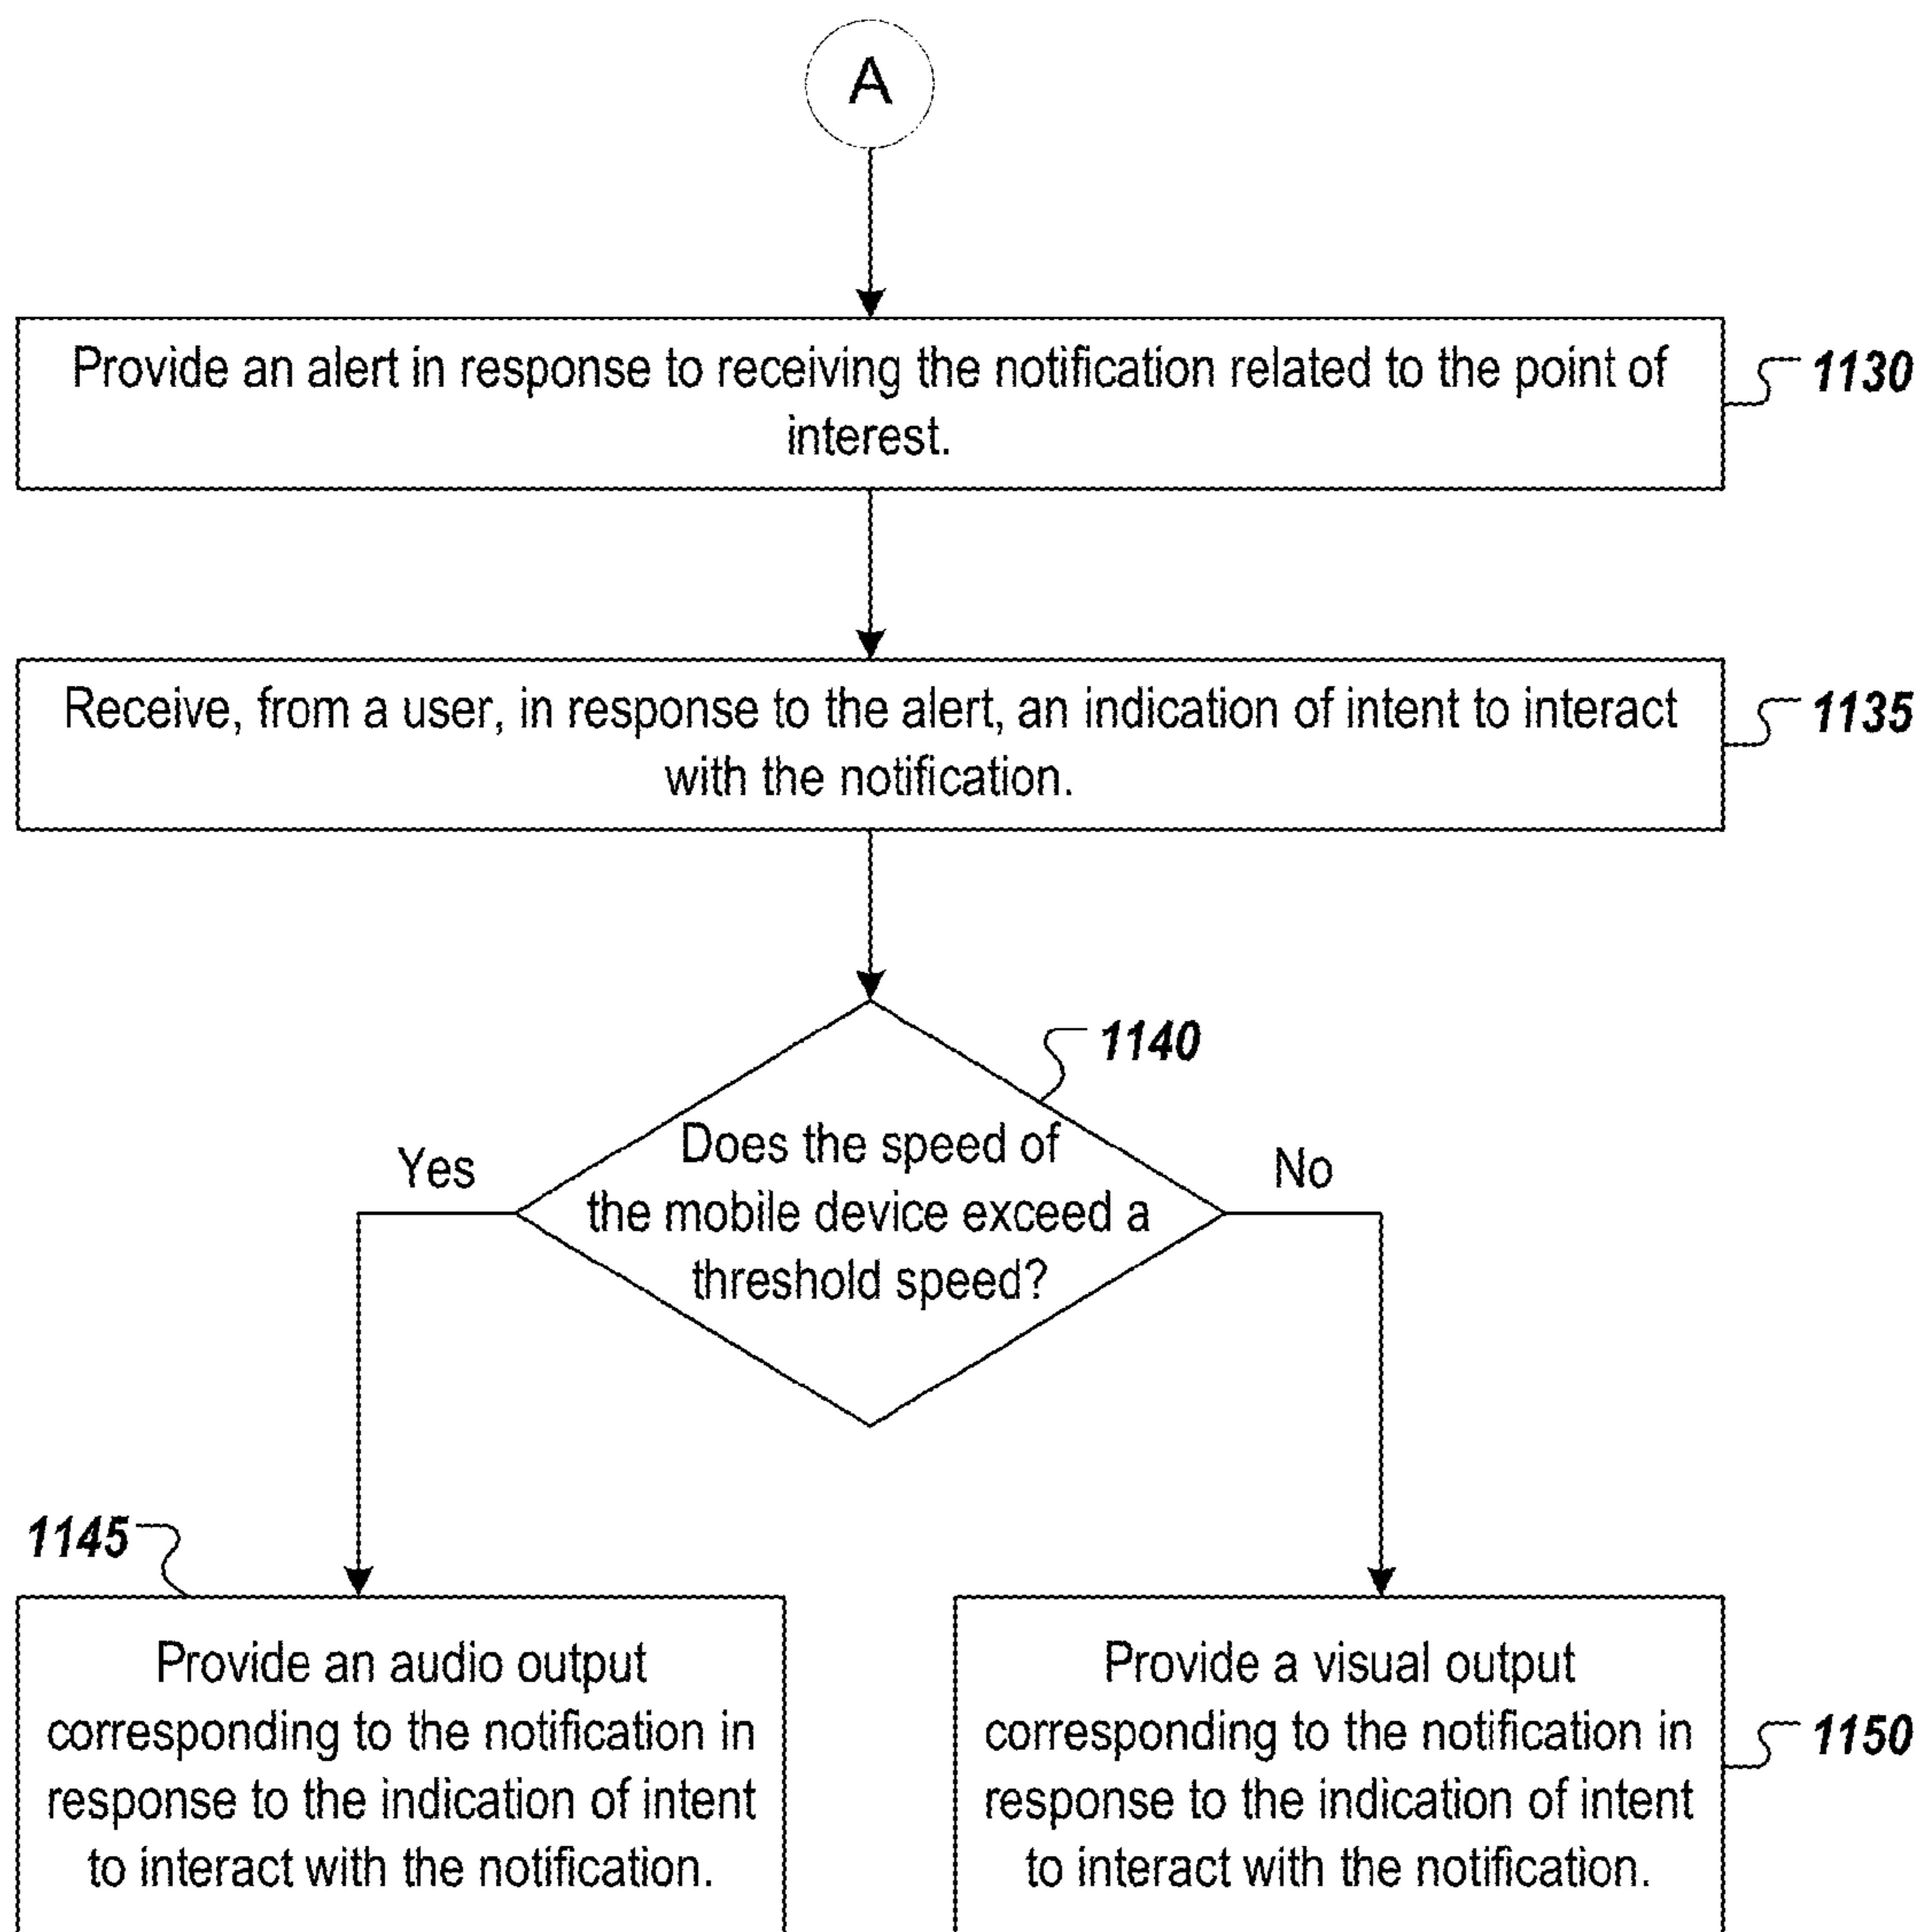 A
Provide an alert in response to receiving the notification related to the point of
interest.
1130
Receive, from a user, in response to the alert, an indication of intent to interact
with the notification.
1135
1140
Does the speed of
the mobile device exceed a
threshold speed?
Yes
No
1145
Provide an audio output
corresponding to the notification in
response to the indication of intent
to interact with the notification.
Provide a visual output
corresponding to the notification in
response to the indication of intent
to interact with the notification.
1150